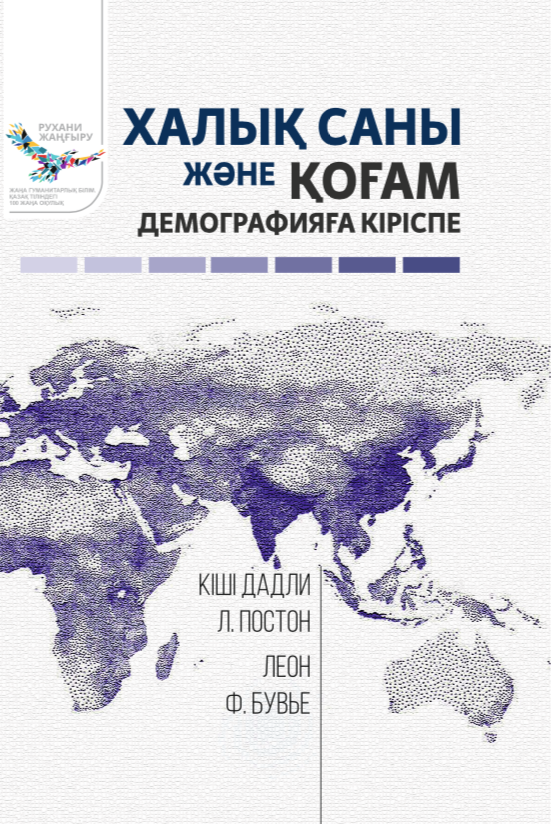 РУХАНИ
ЖАҢҒЫРУ
ЖАҢА ГУМАНИТАРЛЫҚ БІЛІМ.
ҚАЗАҚ ТІЛІНДЕГІ
100 ЖАҢА ОҚУЛЫҚ
ХАЛЫҚ САНЫ
ЖӘНЕ ҚОҒАМ
ДЕМОГРАФИЯҒА КІРІСПЕ
КІШІ ДАДЛИ
Л. ПОСТОН
ЛЕОН
Ф. БУВЬЕ